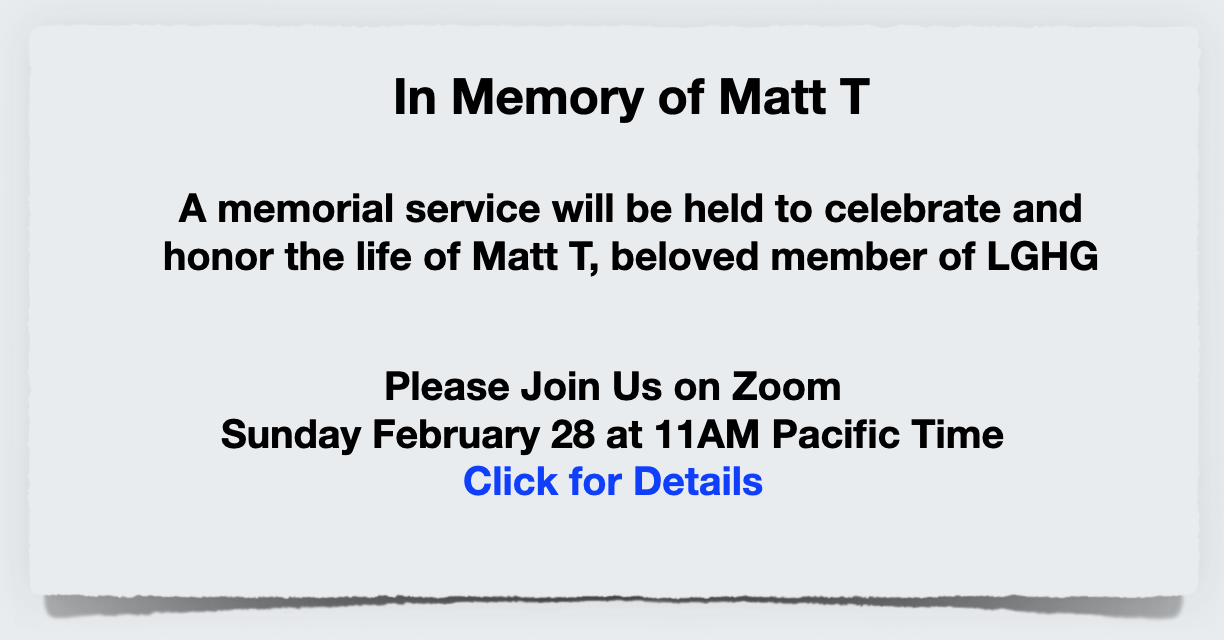 In Memory of Matt T
A memorial service will be held to celebrate and
honor the life of Matt T, beloved member of LGHG
Please Join Us on Zoom
Sunday February 28 at 11AM Pacific Time
Click for Details